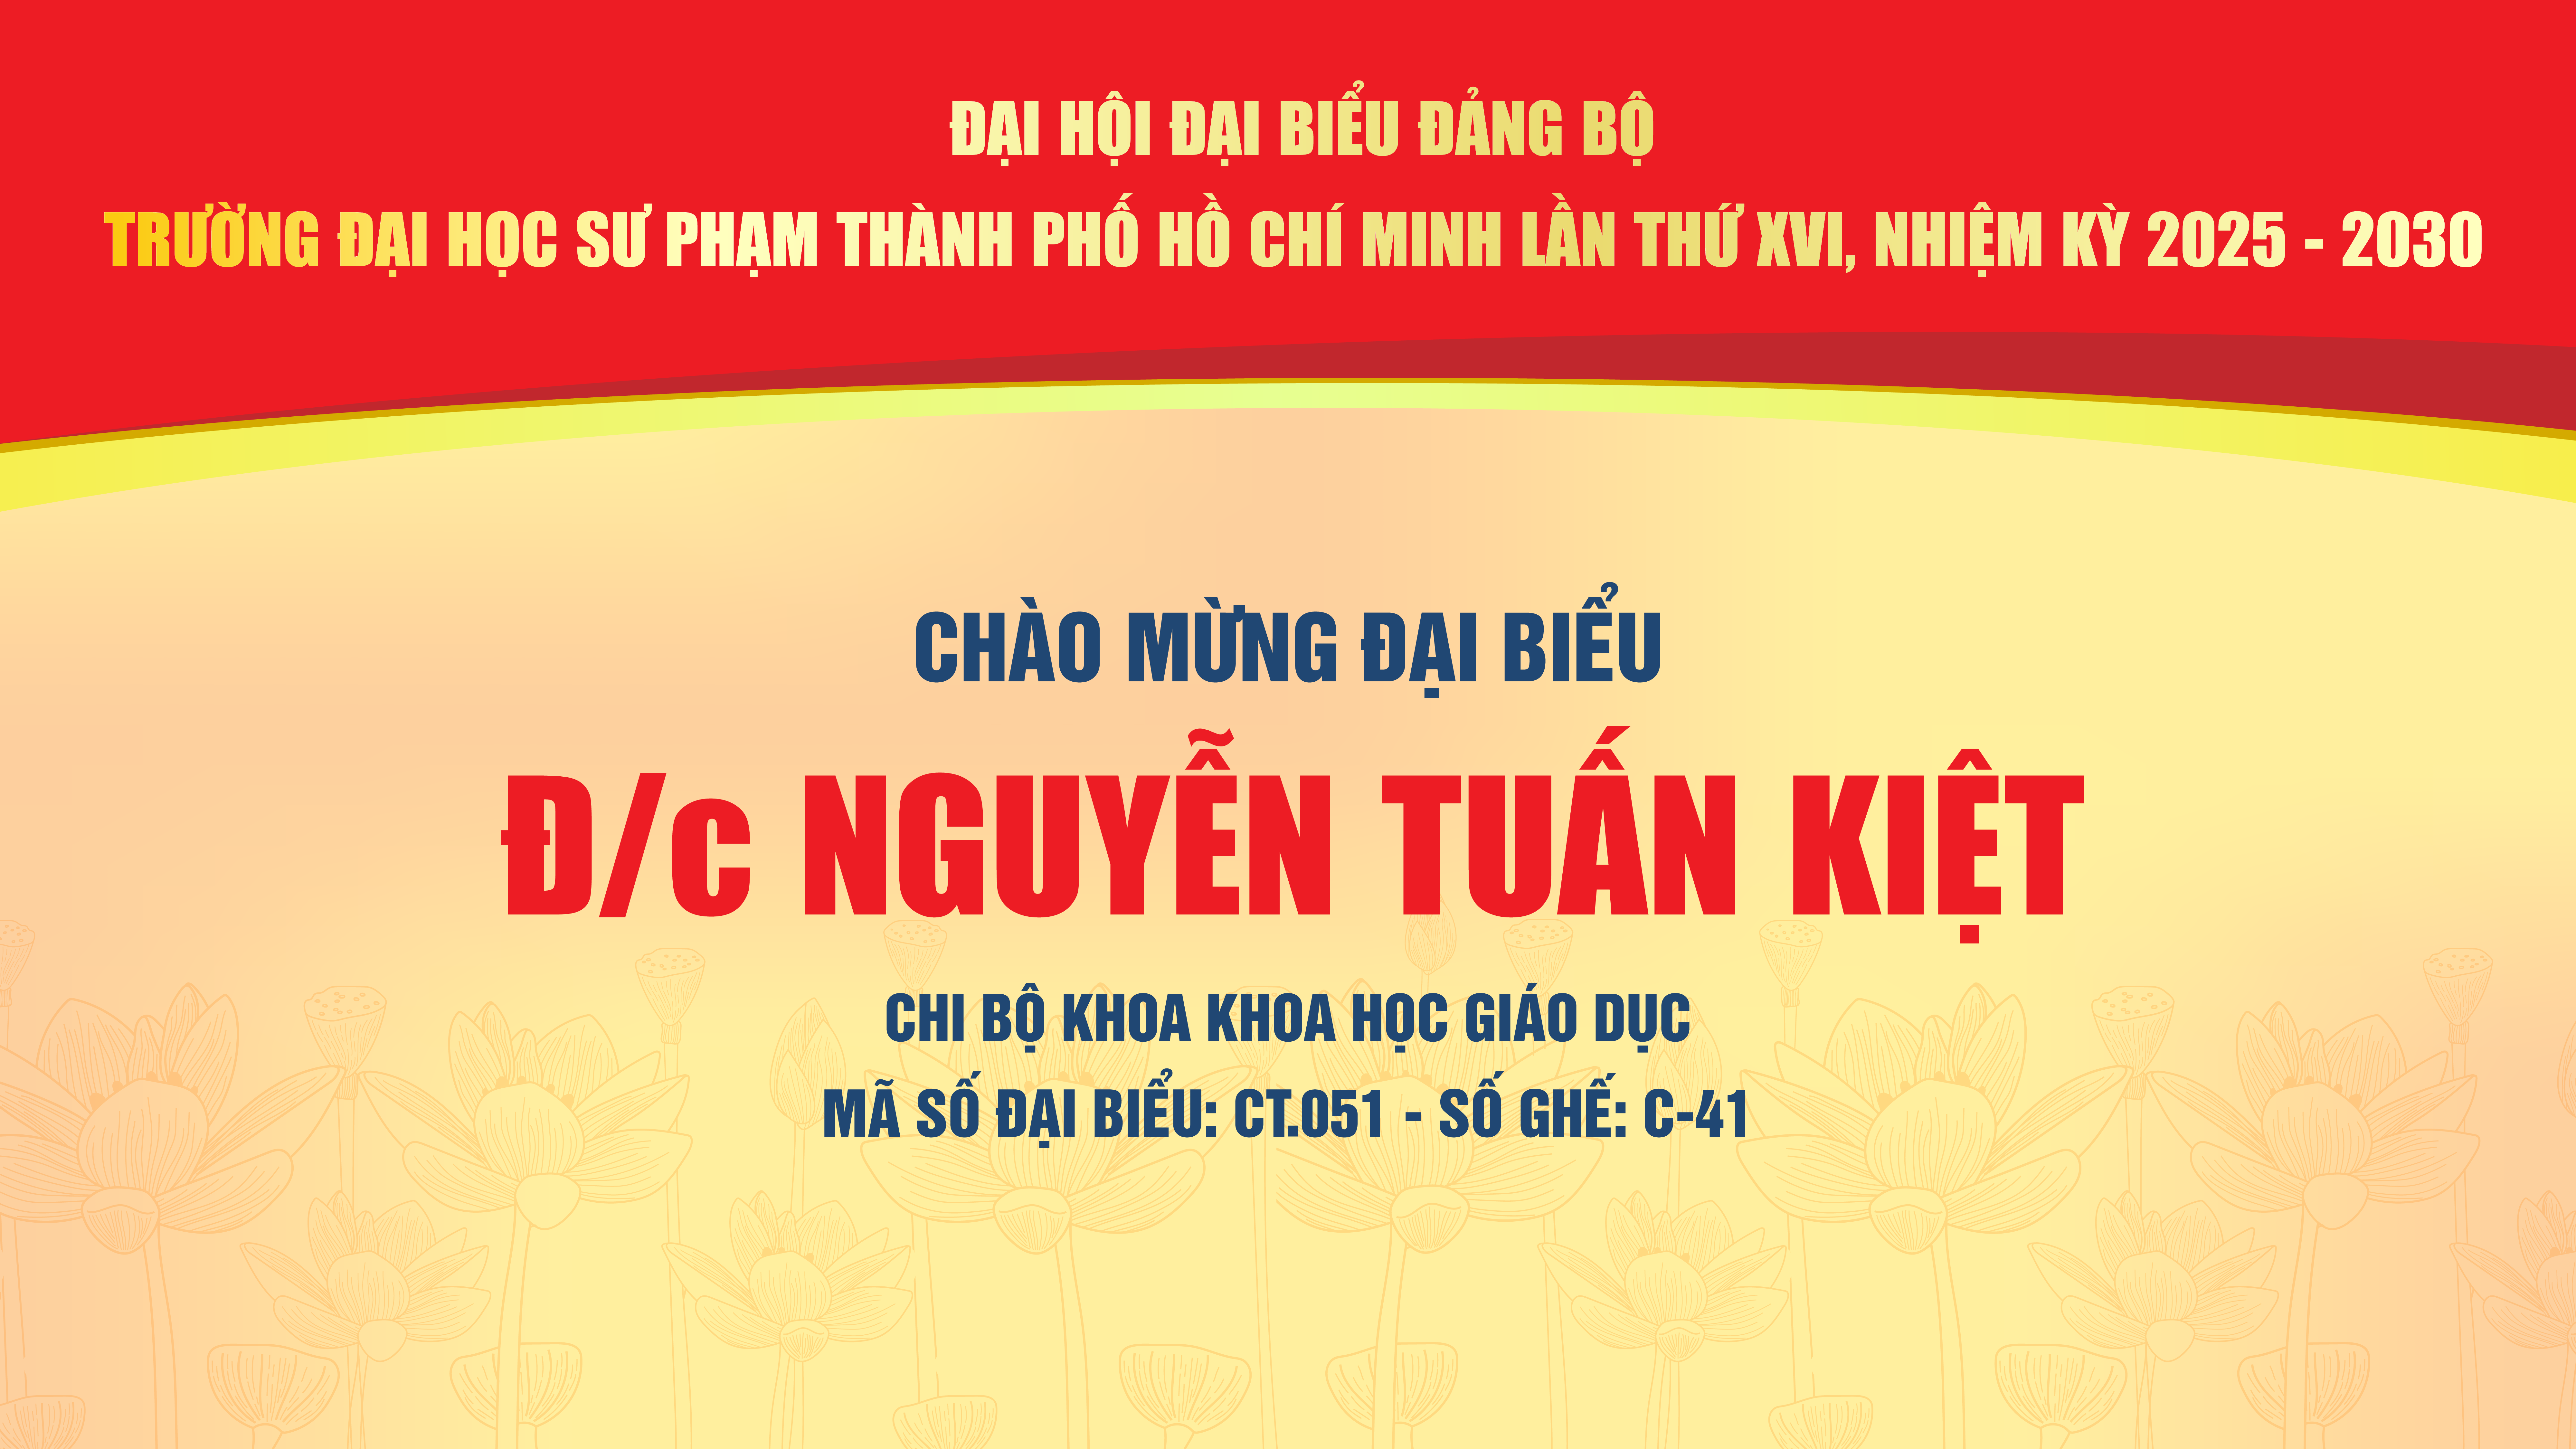 ĐẠI HỘI ĐẠI BIỂU ĐẢNG BỘ
TRƯỜNG ĐẠI HỌC SƯ PHẠM THÀNH PHỐ HỒ CHÍ MINH LẦN THỨ XVI, NHIỆM KỲ 2025 - 2030
CHÀO MỪNG ĐẠI BIỂU
Đ/c NGUYỄN TUẤN KIỆT
CHI BỘ KHOA KHOA HỌC GIÁO DỤC
MÃ SỐ ĐẠI BIỂU: CT.051 - SỐ GHẾ: C-41